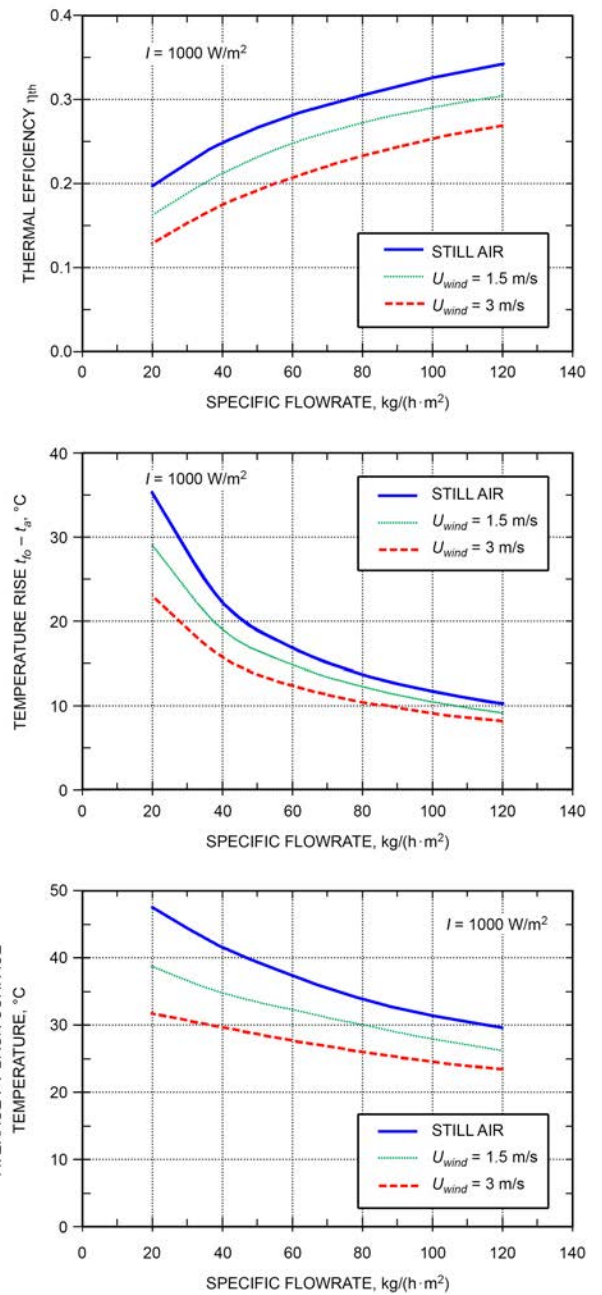 0.4
0.3
0.2
0.1
0.0
THERMAL EFFICIENCY ηth
I = 1000 W/m²
STILL AIR
Uwind = 1.5 m/s
Uwind = 3 m/s
0 20 40 60 80 100 120 140
SPECIFIC FLOWRATE, kg/(h·m²)
40
30
20
10
0
TEMPERATURE RISE tfo – ta, °C
I = 1000 W/m²
STILL AIR
Uwind = 1.5 m/s
Uwind = 3 m/s
0 20 40 60 80 100 120 140
SPECIFIC FLOWRATE, kg/(h·m²)
50
40
30
20
10
0
TEMPERATURE, °C
I = 1000 W/m²
STILL AIR
Uwind = 1.5 m/s
Uwind = 3 m/s
0 20 40 60 80 100 120 140
SPECIFIC FLOWRATE, kg/(h·m²)